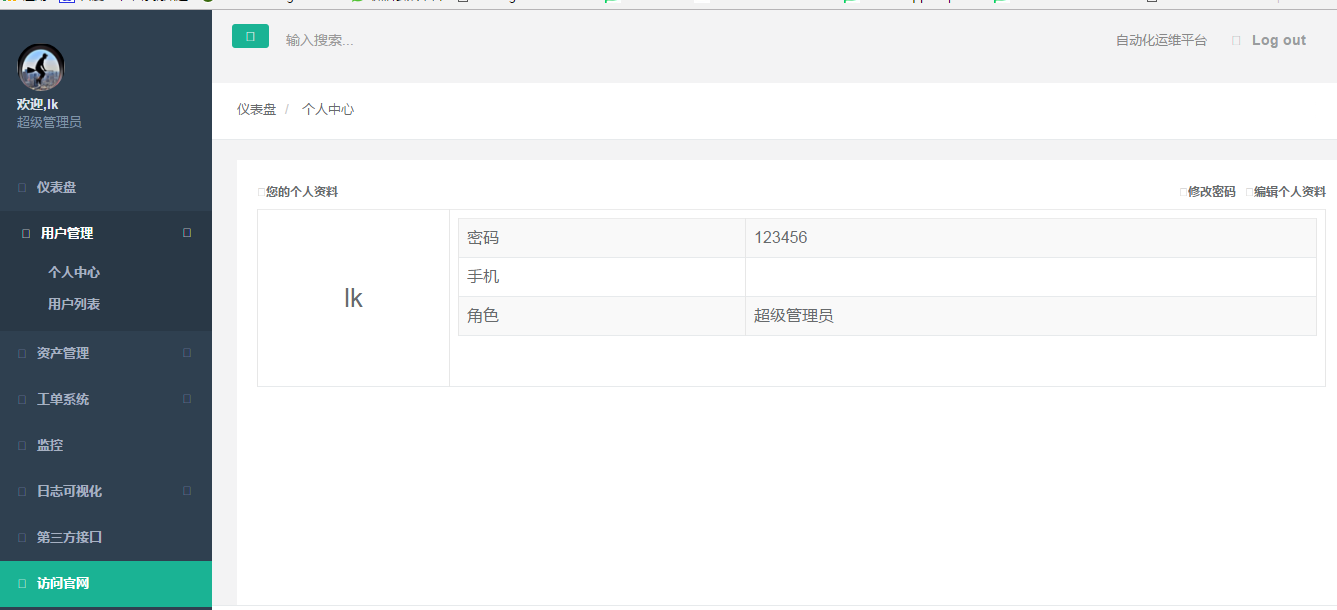 输入搜索...
自动化运维平台 Log out
欢迎,lk
超级管理员
仪表盘 / 个人中心
仪表盘
用户管理
个人中心
用户列表
资产管理
工单系统
监控
日志可视化
第三方接口
访问官网
您的个人资料
修改密码 编辑个人资料
lk
密码 123456
手机
角色 超级管理员